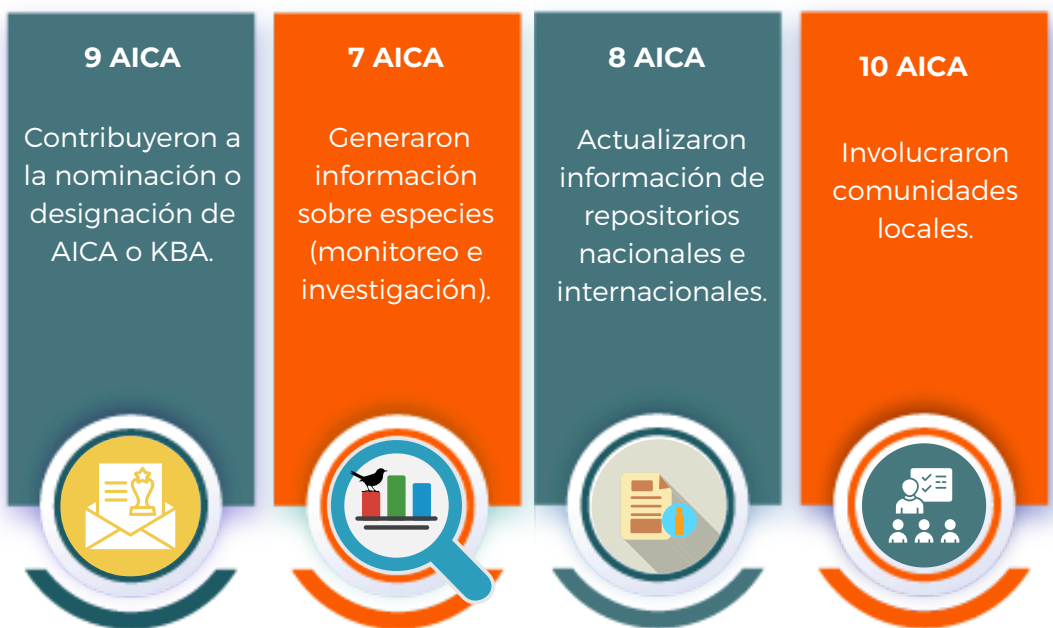 9 AICA
Contribuyeron a
la nominación o
designación de
AICA o KBA.
7 AICA
Generaron
información
sobre especies
(monitoreo e
investigación).
8 AICA
Actualizaron
información de
repositorios
nacionales e
internacionales.
10 AICA
Involucraron
comunidades
locales.